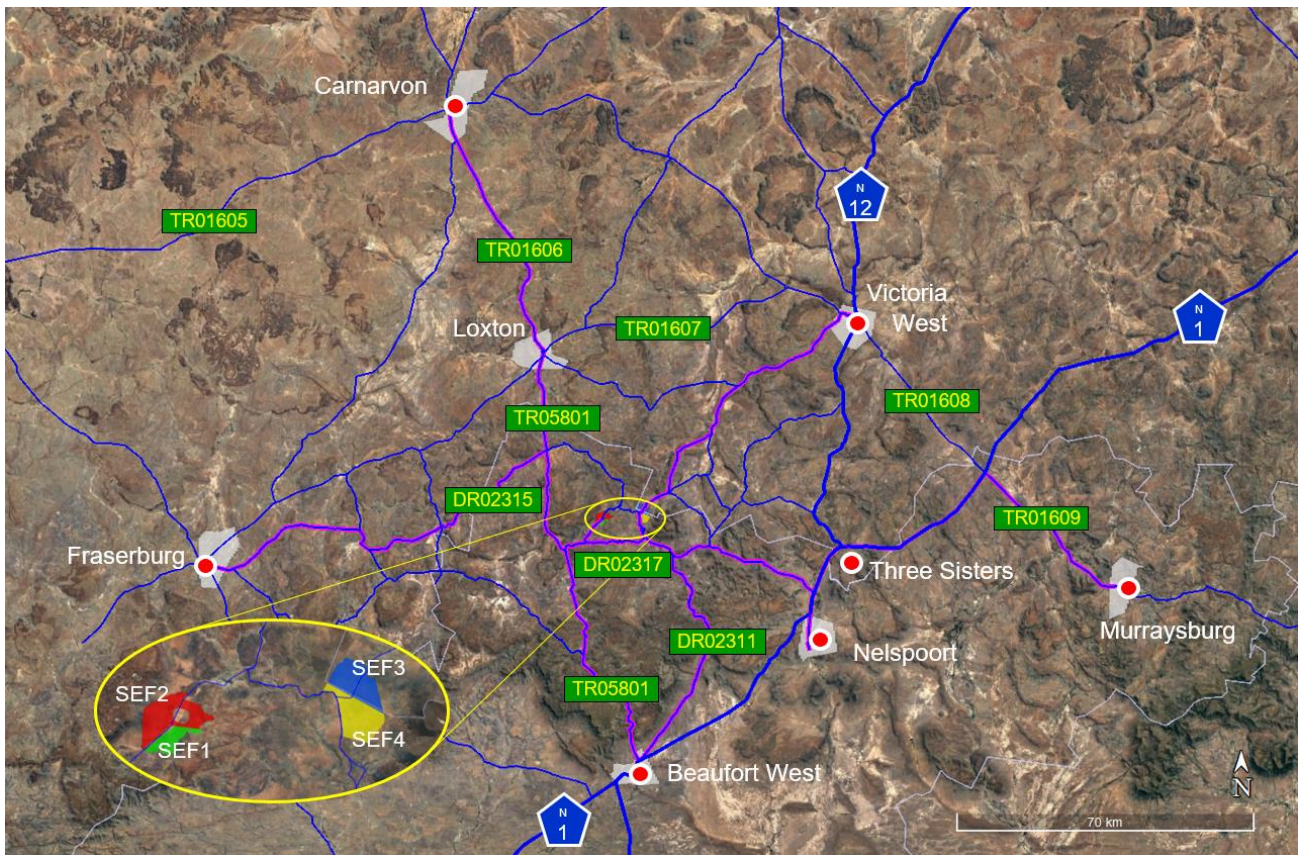 Carnarvon
N
12
TR01605
TR01606
Victoria
West
N
1
Loxton
TR01607
TR01608
TR05801
DR02315
TR01609
Fraserburg
DR02317
Three Sisters
Murraysburg
DR02311
Nelspoort
SEF3
SEF2
TR05801
SEF4
SEF1
Beaufort West
N
N
1
70 km